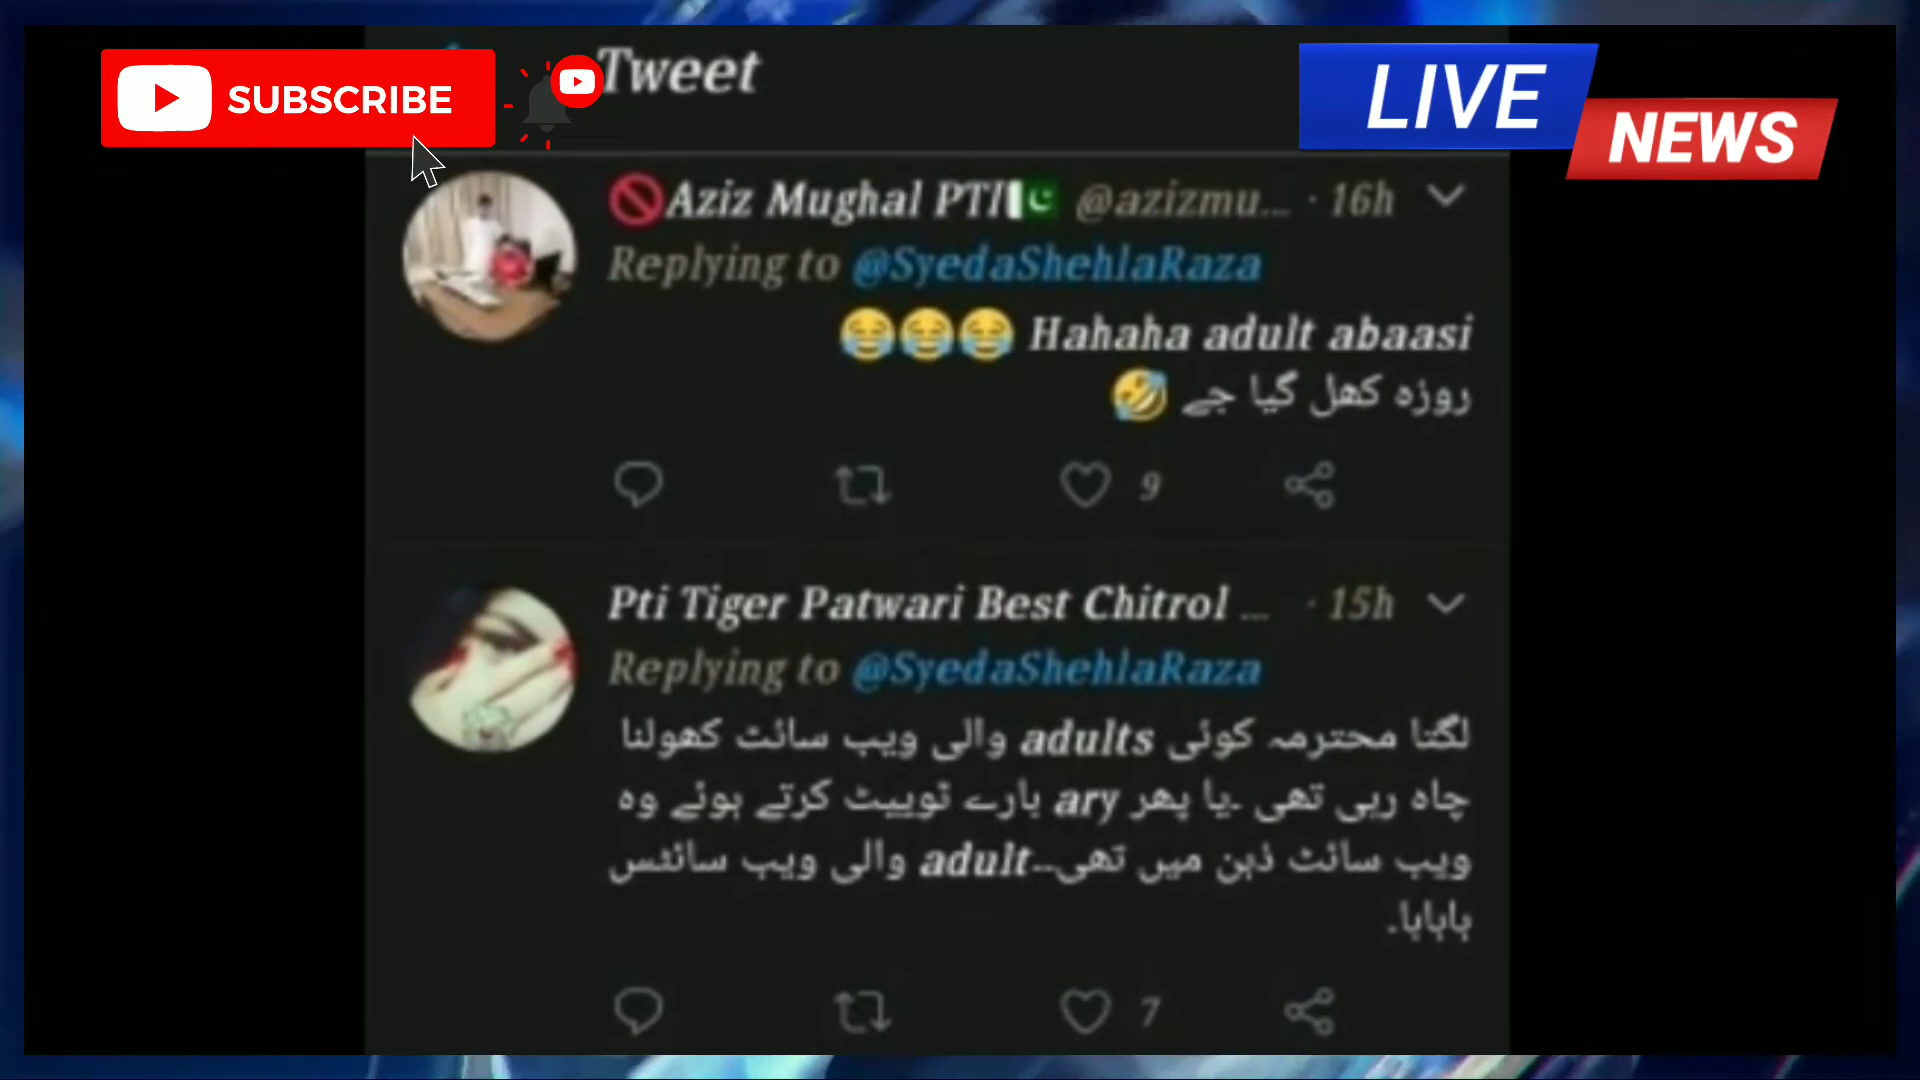 SUBSCRIBE
Tweet
LIVE
NEWS
Aziz Mughal PTI @azizmu... · 16h
Replying to @SyedaShehlaRaza
😂😂😂 Hahaha adult abaasi
روزہ کھل گیا جے 🤣
9
Pti Tiger Patwari Best Chitrol ... · 15h
Replying to @SyedaShehlaRaza
لگتا محترمہ کوئی adults والی ویب سائٹ کھولنا
چاہ رہی تھی ۔یا پھر ary بارے ٹوییٹ کرتے ہوئے وہ
ویب سائٹ ذہن میں تھی۔۔adult والی ویب سائٹس
ہاہاہا۔
7